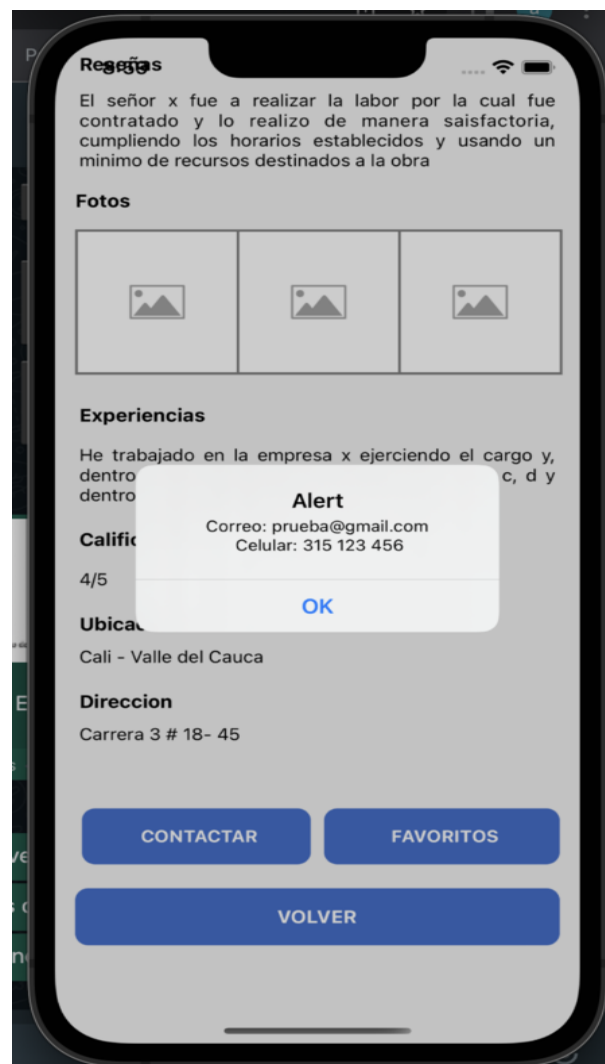 Reseñas
El señor x fue a realizar la labor por la cual fue
contratado y lo realizo de manera saisfactoria,
cumpliendo los horarios establecidos y usando un
minimo de recursos destinados a la obra
Fotos
Experiencias
He trabajado en la empresa x ejerciendo el cargo y,
dentro c, d y
dentro
Alert
Correo: prueba@gmail.com
Celular: 315 123 456
OK
4/5
Cali - Valle del Cauca
Direccion
Carrera 3 # 18- 45
CONTACTAR FAVORITOS
VOLVER